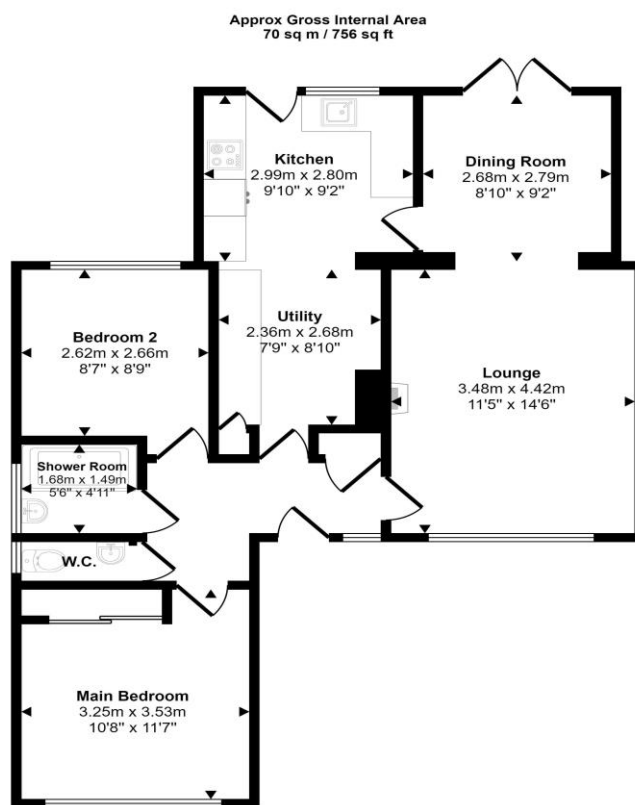 Approx Gross Internal Area
70 sq m / 756 sq ft
Kitchen
2.99m x 2.80m
9'10" x 9'2"
Dining Room
2.68m x 2.79m
8'10" x 9'2"
Utility
2.36m x 2.68m
7'9" x 8'10"
Bedroom 2
2.62m x 2.66m
8'7" x 8'9"
Lounge
3.48m x 4.42m
11'5" x 14'6"
Shower Room
1.68m x 1.49m
5'6" x 4'11"
W.C.
Main Bedroom
3.25m x 3.53m
10'8" x 11'7"